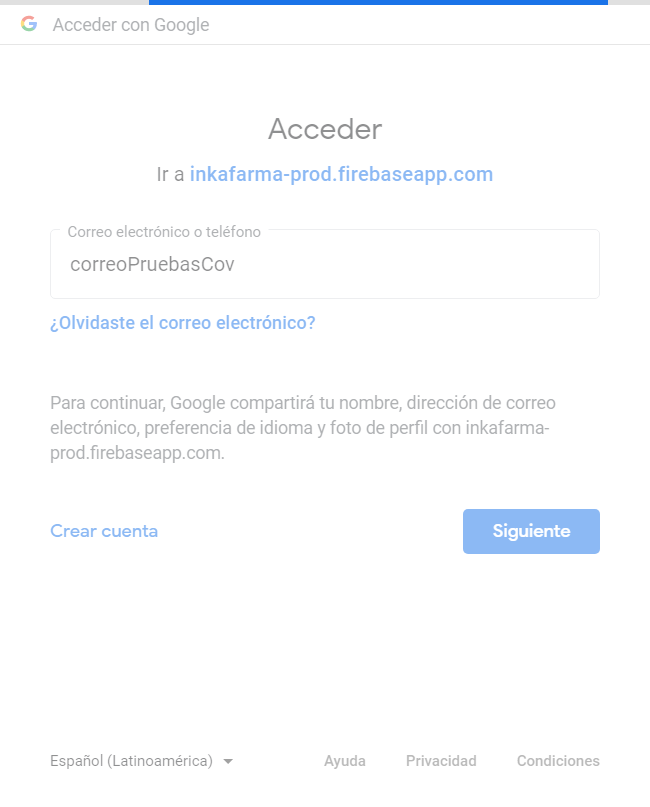 Acceder con Google
Acceder
Ir a inkafarma-prod.firebaseapp.com
Correo electrónico o teléfono
correoPruebasCov
¿Olvidaste el correo electrónico?
Para continuar, Google compartirá tu nombre, dirección de correo
electrónico, preferencia de idioma y foto de perfil con inkafarma-
prod.firebaseapp.com.
Crear cuenta
Siguiente
Español (Latinoamérica)
Ayuda
Privacidad
Condiciones